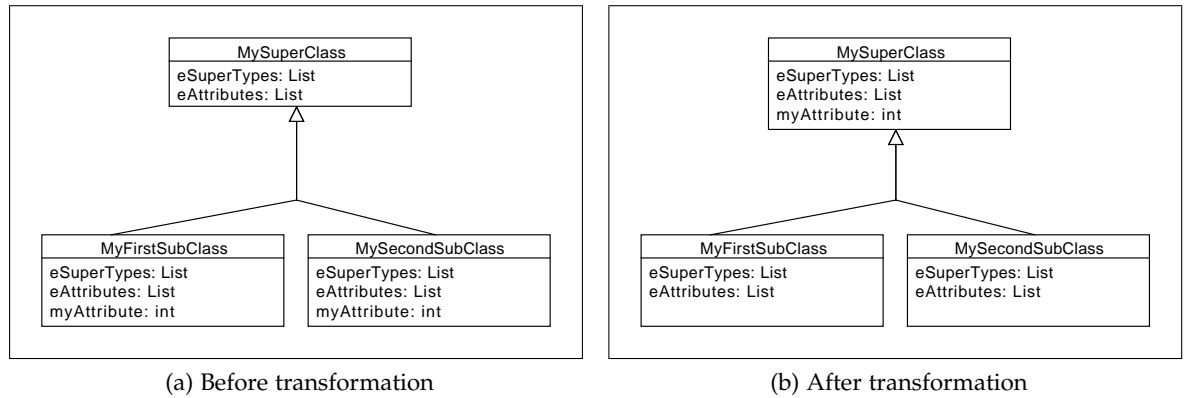 MySuperClass
eSuperTypes: List
eAttributes: List
MyFirstSubClass
eSuperTypes: List
eAttributes: List
myAttribute: int
MySecondSubClass
eSuperTypes: List
eAttributes: List
myAttribute: int
(a) Before transformation
MySuperClass
eSuperTypes: List
eAttributes: List
myAttribute: int
MyFirstSubClass
eSuperTypes: List
eAttributes: List
MySecondSubClass
eSuperTypes: List
eAttributes: List
(b) After transformation